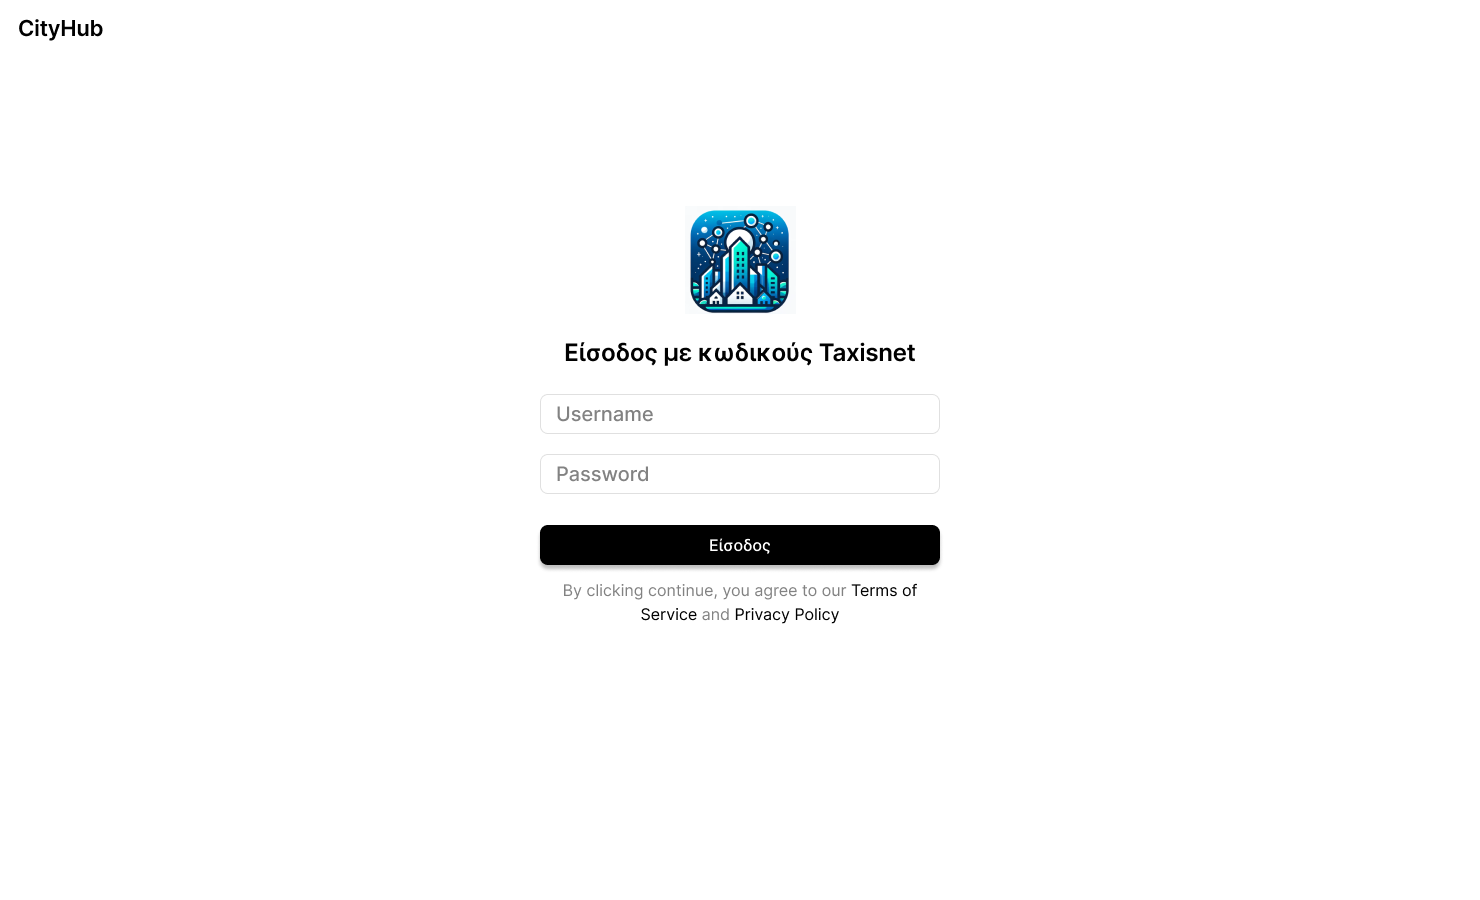 CityHub
Είσοδος με κωδικούς Taxisnet
Username
Password
Είσοδος
By clicking continue, you agree to our Terms of
Service and Privacy Policy